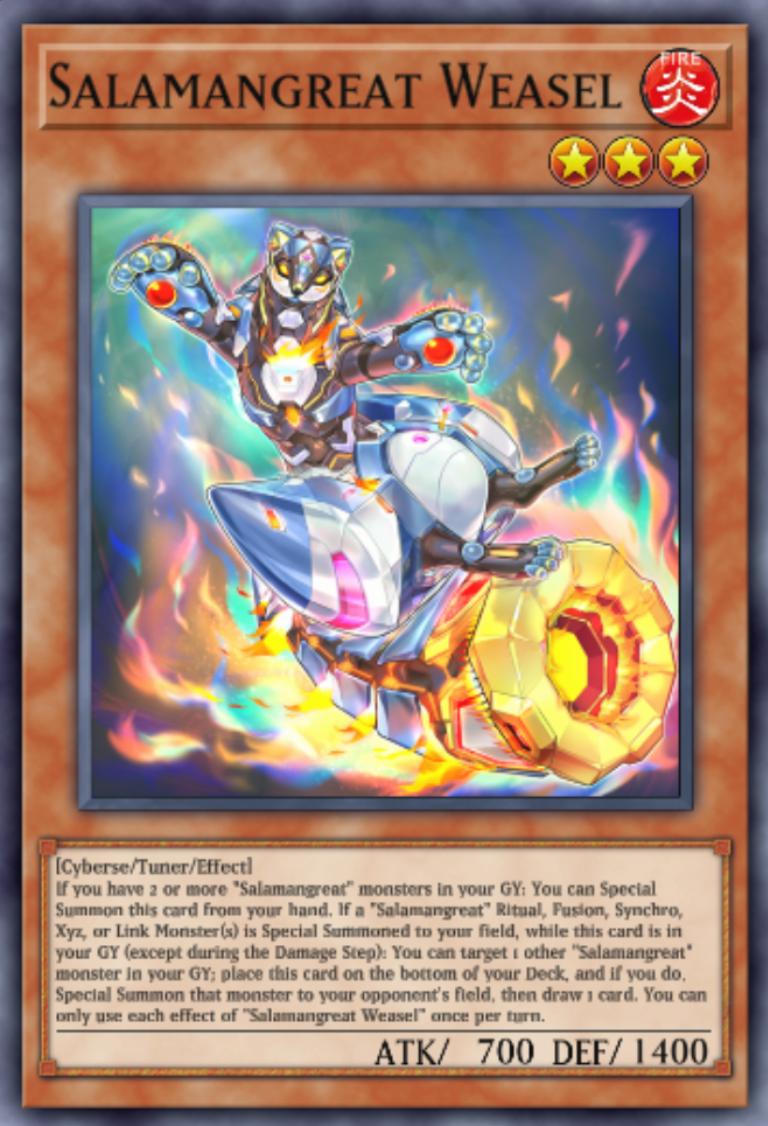 Salamangreat Weasel
FIRE
炎
[Cyberse/Tuner/Effect]
If you have 2 or more "Salamangreat" monsters in your GY: You can Special
Summon this card from your hand. If a "Salamangreat" Ritual, Fusion, Synchro,
Xyz, or Link Monster(s) is Special Summoned to your field, while this card is in
your GY (except during the Damage Step): You can target 1 other "Salamangreat"
monster in your GY; place this card on the bottom of your Deck, and if you do,
Special Summon that monster to your opponent's field, then draw 1 card. You can
only use each effect of "Salamangreat Weasel" once per turn.
ATK/ 700 DEF/ 1400